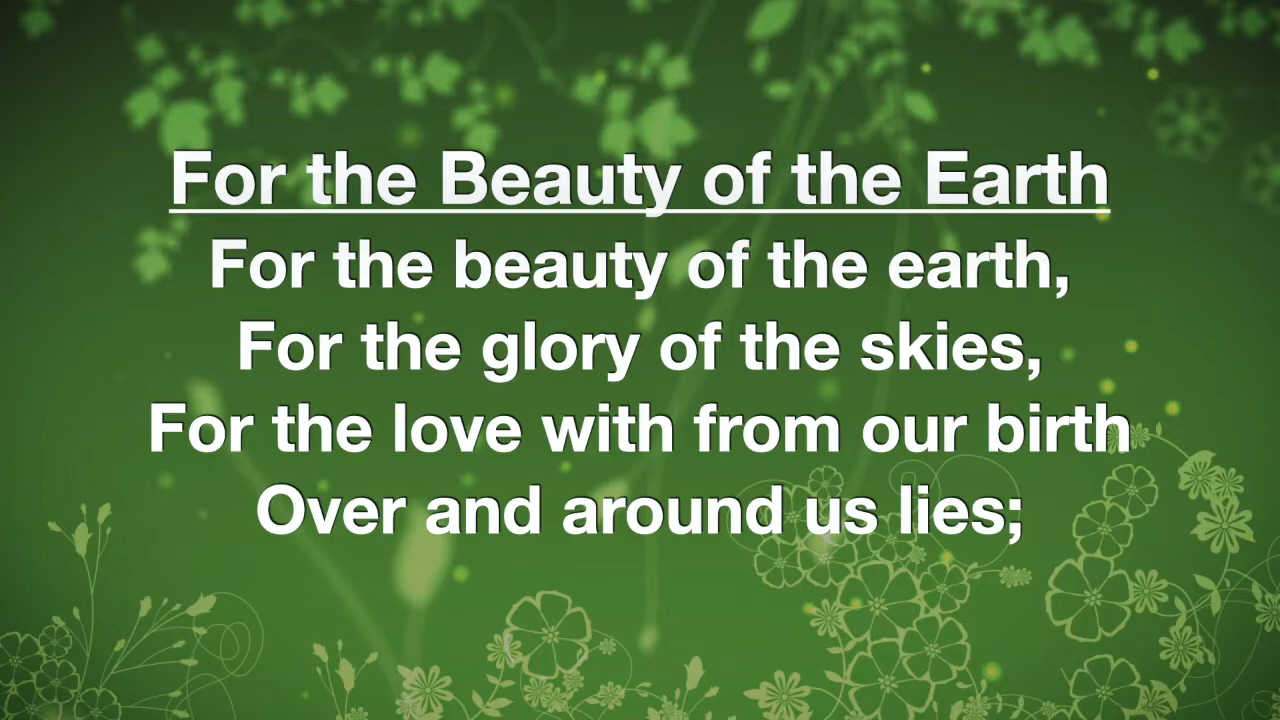 For the Beauty of the Earth
For the beauty of the earth,
For the glory of the skies,
For the love with from our birth
Over and around us lies;